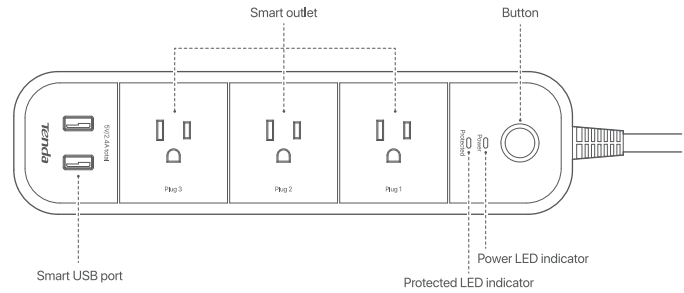 Smart outlet
Button
Tenda
5V/2.4A total
Plug 3
Plug 2
Plug 1
Protected
Power
Power LED indicator
Smart USB port
Protected LED indicator